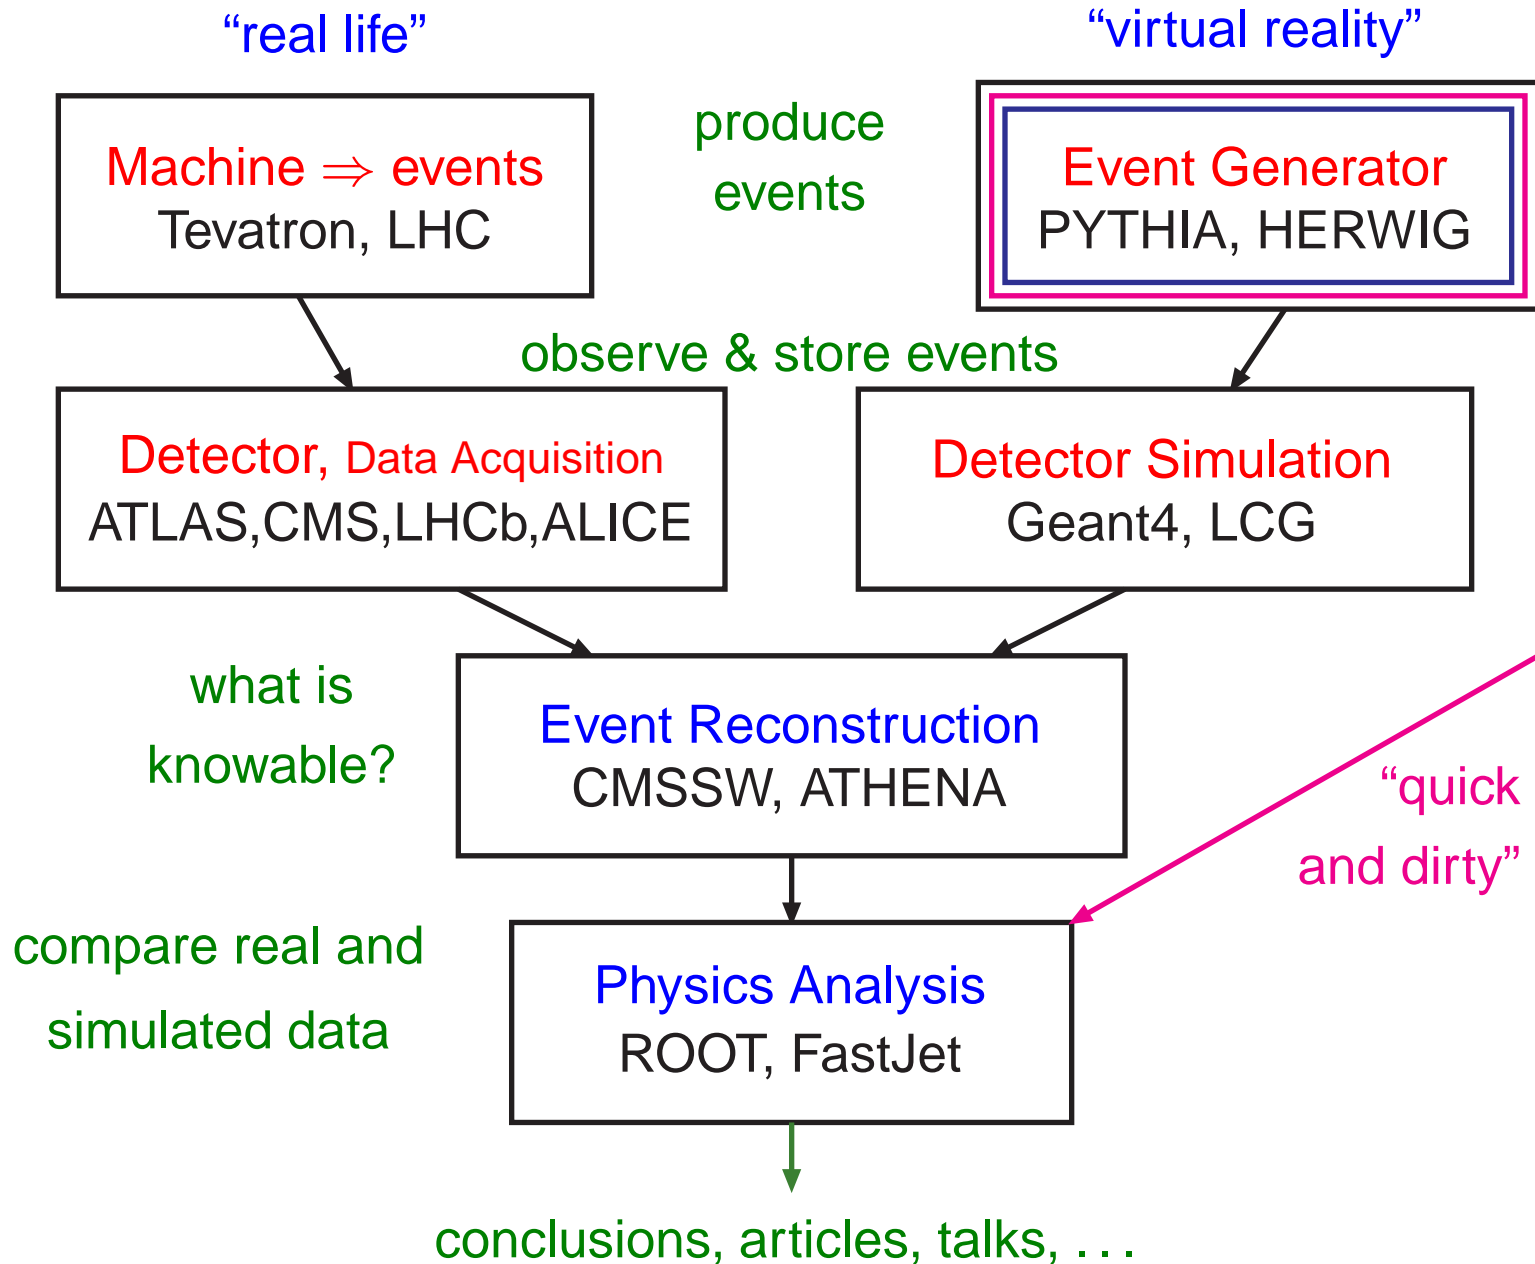 “real life”
“virtual reality”
Machine ⇒ events
Tevatron, LHC
produce
events
Event Generator
PYTHIA, HERWIG
observe & store events
Detector, Data Acquisition
ATLAS,CMS,LHCb,ALICE
Detector Simulation
Geant4, LCG
what is
knowable?
Event Reconstruction
CMSSW, ATHENA
“quick
and dirty”
compare real and
simulated data
Physics Analysis
ROOT, FastJet
conclusions, articles, talks, . . .